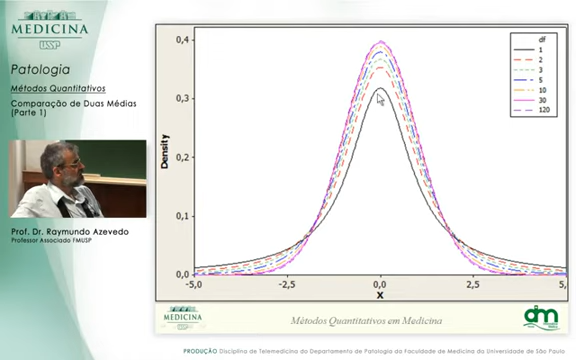 MEDICINA
USP
Patologia
Métodos Quantitativos
Comparação de Duas Médias
(Parte 1)
Prof. Dr. Raymundo Azevedo
Professor Associado FMUSP
0,4
0,3
0,2
0,1
0,0
Density
-5,0
-2,5
0,0
2,5
5,
X
df
1
2
3
5
10
30
120
MEDICINA
Métodos Quantitativos em Medicina
dim
PRODUÇÃO Disciplina de Telemedicina do Departamento de Patologia da Faculdade de Medicina da Universidade de São Paulo